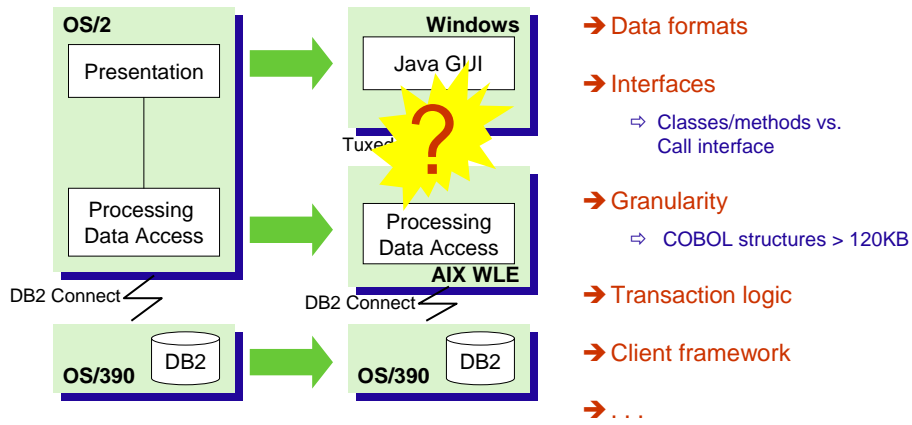 OS/2
Presentation
Processing
Data Access
DB2 Connect
OS/390
DB2
Windows
Java GUI
?
Processing
Data Access
AIX WLE
DB2 Connect
OS/390
DB2
➔ Data formats
➔ Interfaces
⇨ Classes/methods vs.
Call interface
➔ Granularity
⇨ COBOL structures > 120KB
➔ Transaction logic
➔ Client framework
➔ . . .